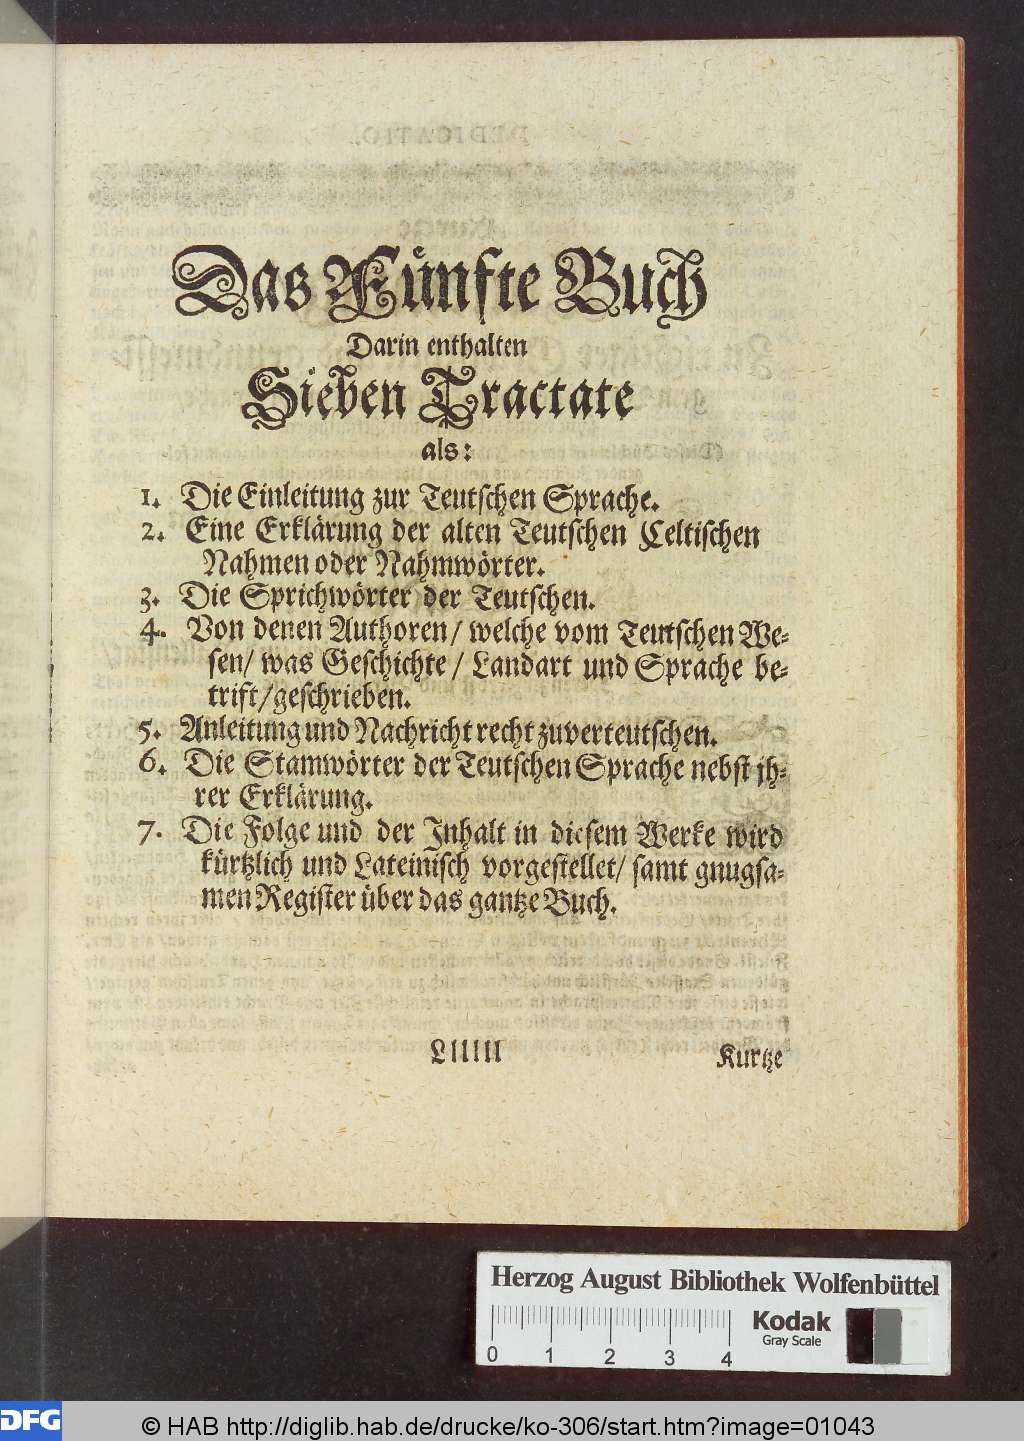 Das Fünfte Buch
Darin enthalten
Sieben Tractate
als:
1. Die Einleitung zur Teutschen Sprache.
2. Eine Erklärung der alten Teutschen Celtischen
Nahmen oder Nahmwörter.
3. Die Sprichwörter der Teutschen.
4. Von denen Authoren/ welche vom Teutschen We=
sen/ was Geschichte/ Landart und Sprache be=
trift/ geschrieben.
5. Anleitung und Nachricht recht zuverteutschen.
6. Die Stamwörter der Teutschen Sprache nebst jh=
rer Erklärung.
7. Die Folge und der Inhalt in diesem Werke wird
kürtzlich und Lateinisch vorgestellet/ samt gnugsa=
men Register über das gantze Buch.
Llllll
Kurtze
Herzog August Bibliothek Wolfenbüttel
Kodak
Gray Scale
0 1 2 3 4
DFG
© HAB http://diglib.hab.de/drucke/ko-306/start.htm?image=01043